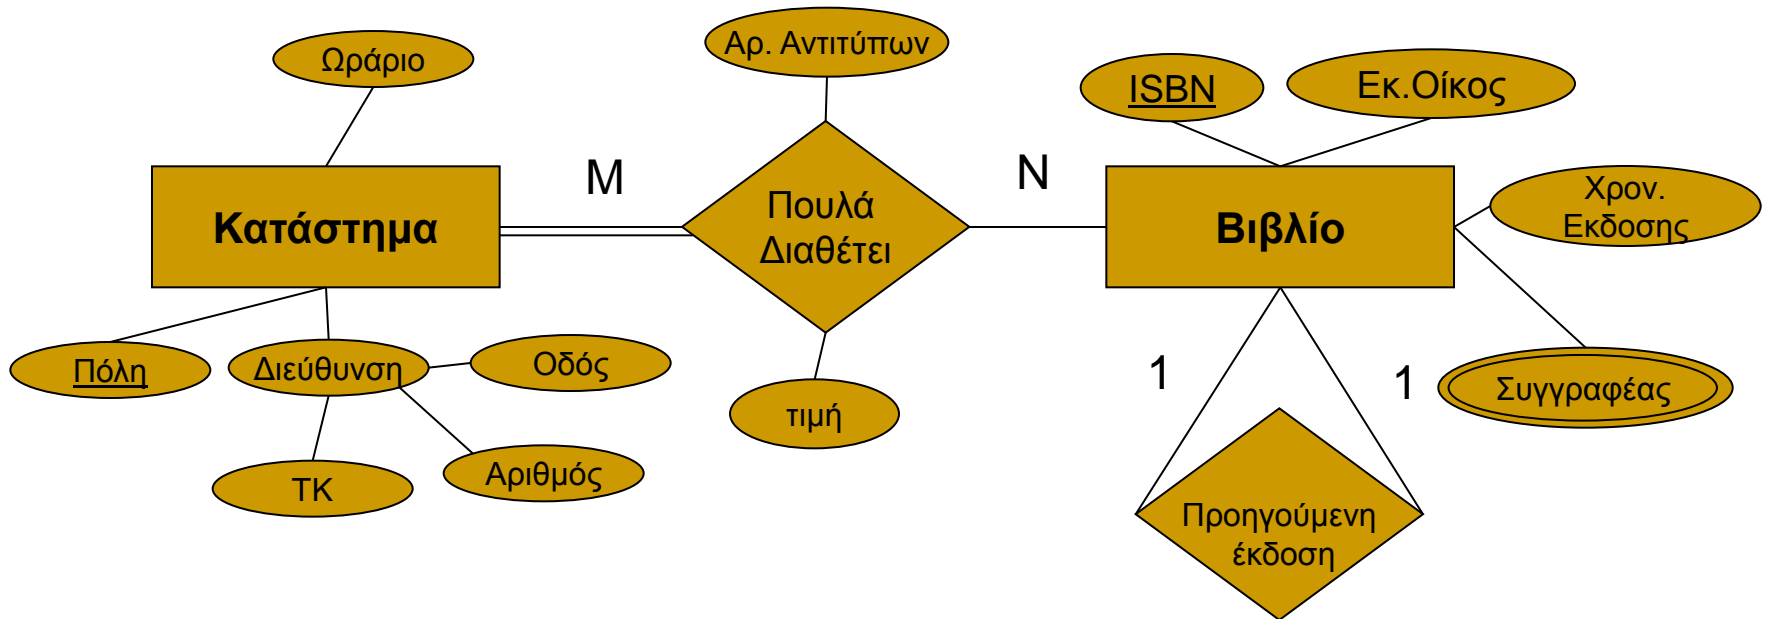 Ωράριο
Αρ. Αντιτύπων
ISBN
Εκ.Οίκος
Κατάστημα
M
Πουλά
Διαθέτει
N
Βιβλίο
Χρον.
Εκδοσης
Πόλη
Διεύθυνση
Οδός
τιμή
1
1
Συγγραφέας
ΤΚ
Αριθμός
Προηγούμενη
έκδοση